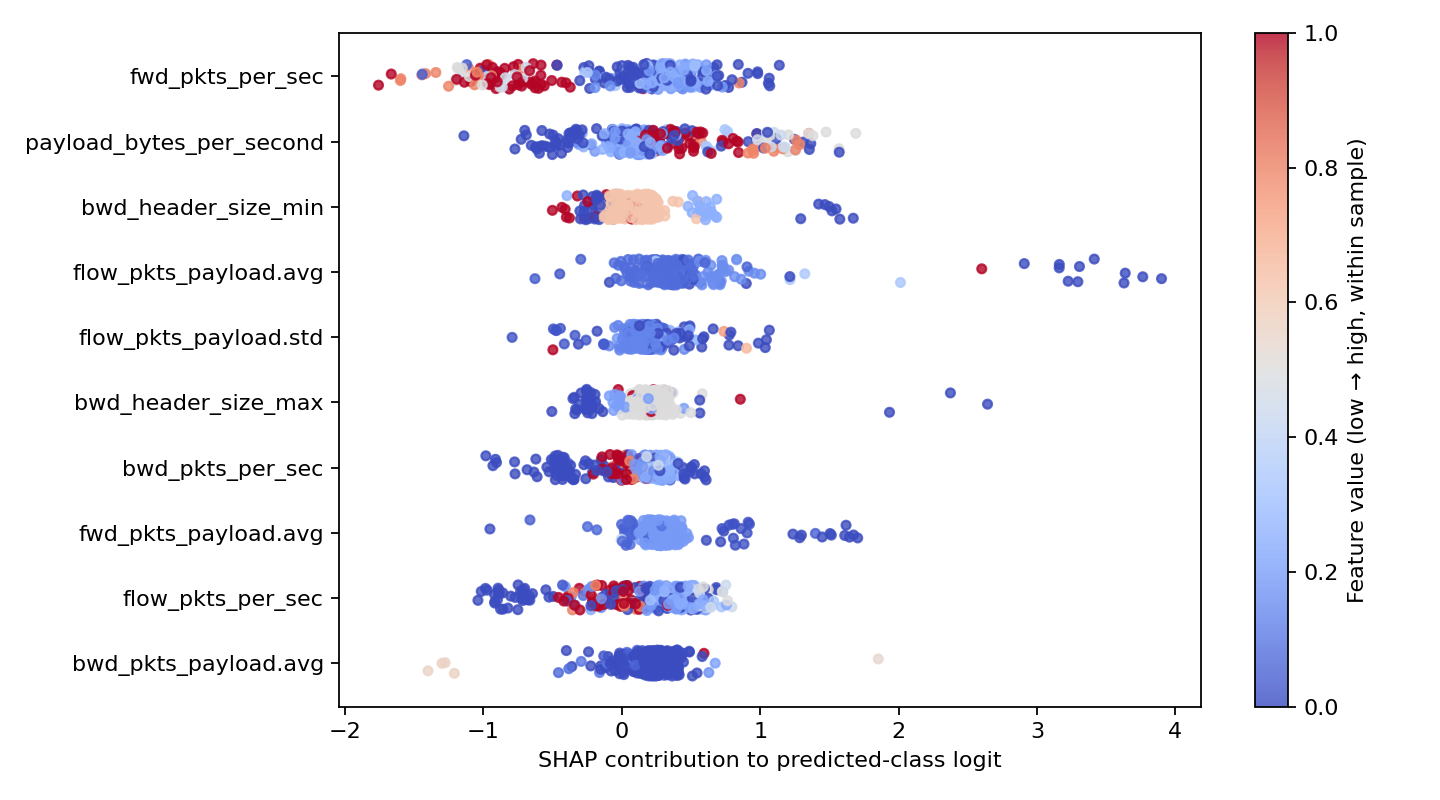 fwd_pkts_per_sec
payload_bytes_per_second
bwd_header_size_min
flow_pkts_payload.avg
flow_pkts_payload.std
bwd_header_size_max
bwd_pkts_per_sec
fwd_pkts_payload.avg
flow_pkts_per_sec
bwd_pkts_payload.avg
−2 −1 0 1 2 3 4
SHAP contribution to predicted-class logit
1.0
0.8
0.6
0.4
0.2
0.0
Feature value (low → high, within sample)